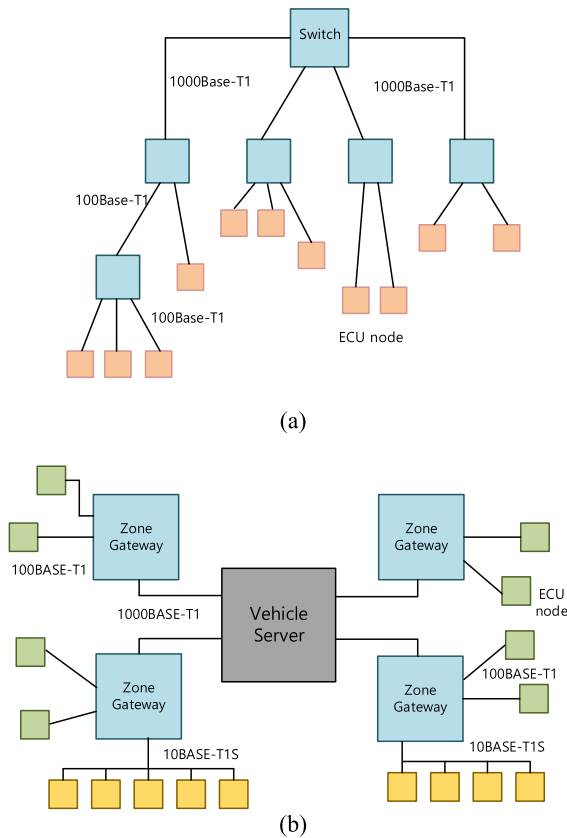 Switch
1000Base-T1
1000Base-T1
100Base-T1
100Base-T1
ECU node
(a)
Zone
Gateway
Zone
Gateway
100BASE-T1
1000BASE-T1
Vehicle
Server
ECU
node
Zone
Gateway
Zone
Gateway
100BASE-T1
10BASE-T1S
10BASE-T1S
(b)